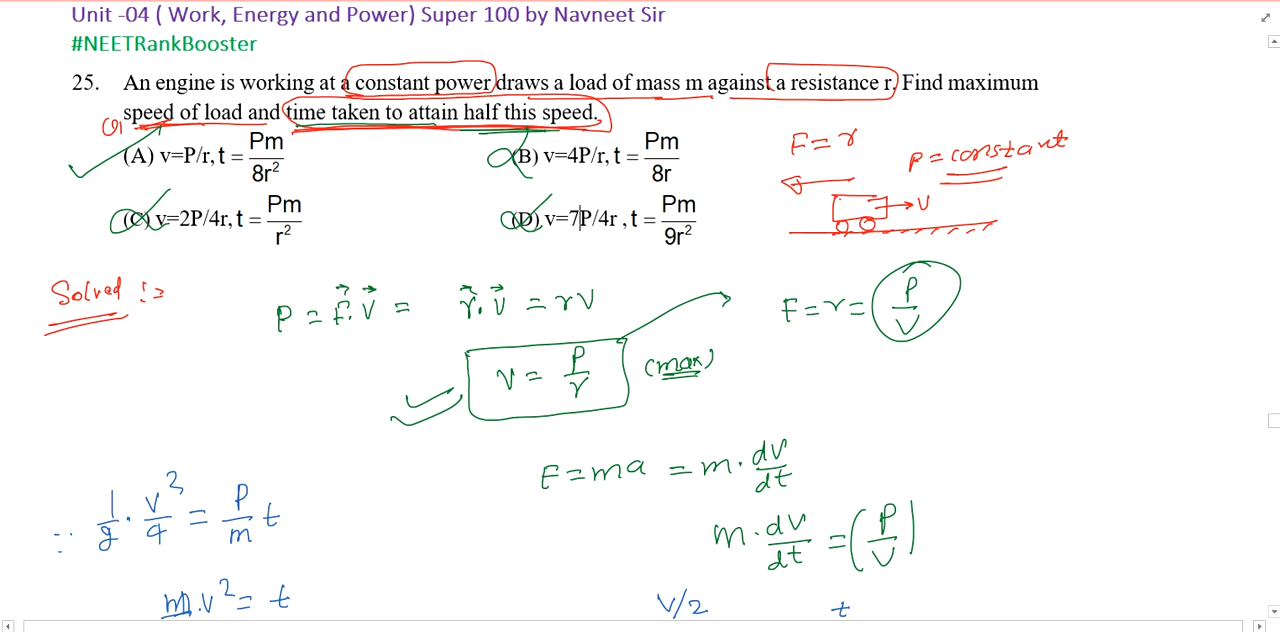 Unit -04 ( Work, Energy and Power) Super 100 by Navneet Sir
#NEETRankBooster
25. An engine is working at a constant power draws a load of mass m against a resistance r. Find maximum
speed of load and time taken to attain half this speed.
(A) v=P/r, t = Pm/8r²
(B) v=4P/r, t = Pm/8r
(C) v=2P/4r, t = Pm/r²
(D) v=7P/4r , t = Pm/9r²
F = r
P = constant
V
Solved :-
P = F.V = r.v = rv
F = r = P/V
v = P/r (max)
F = ma = m. dv/dt
1/2 . v²/4 = P/m t
m. dv/dt = (P/V)
m.v² = t
V/2 t